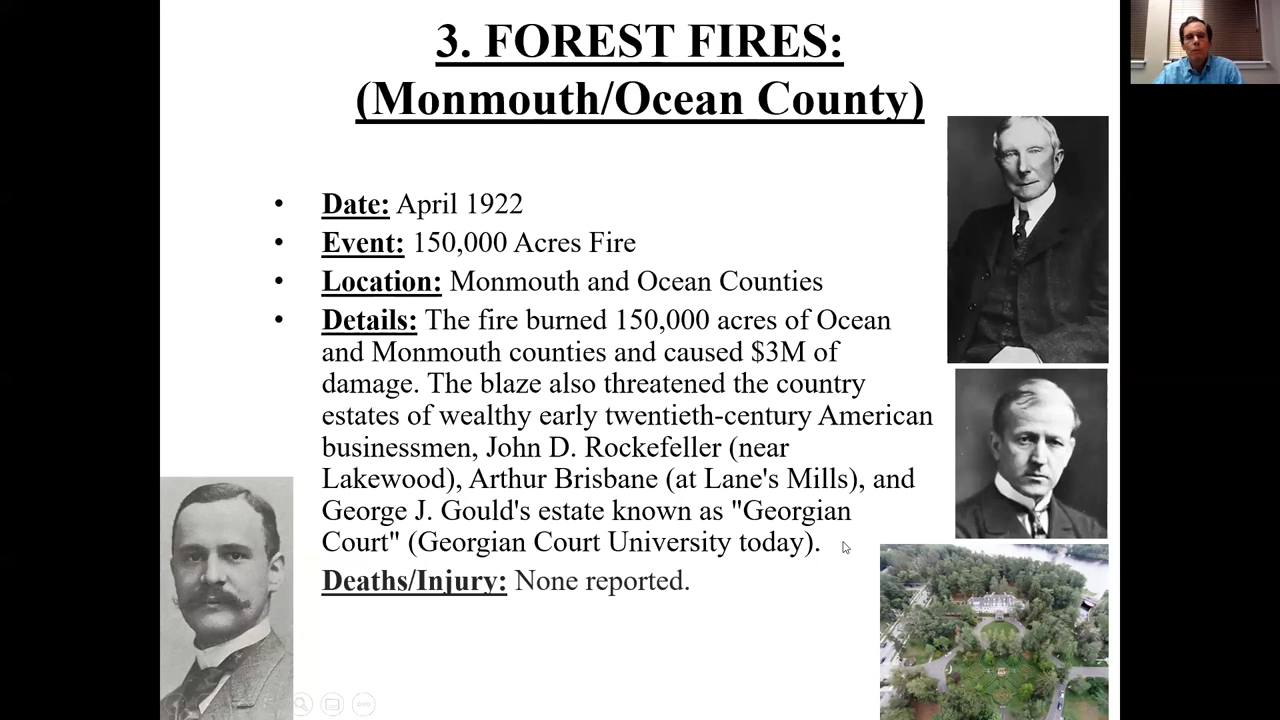 3. FOREST FIRES:
(Monmouth/Ocean County)
• Date: April 1922
• Event: 150,000 Acres Fire
• Location: Monmouth and Ocean Counties
• Details: The fire burned 150,000 acres of Ocean
and Monmouth counties and caused $3M of
damage. The blaze also threatened the country
estates of wealthy early twentieth-century American
businessmen, John D. Rockefeller (near
Lakewood), Arthur Brisbane (at Lane's Mills), and
George J. Gould's estate known as "Georgian
Court" (Georgian Court University today).
Deaths/Injury: None reported.